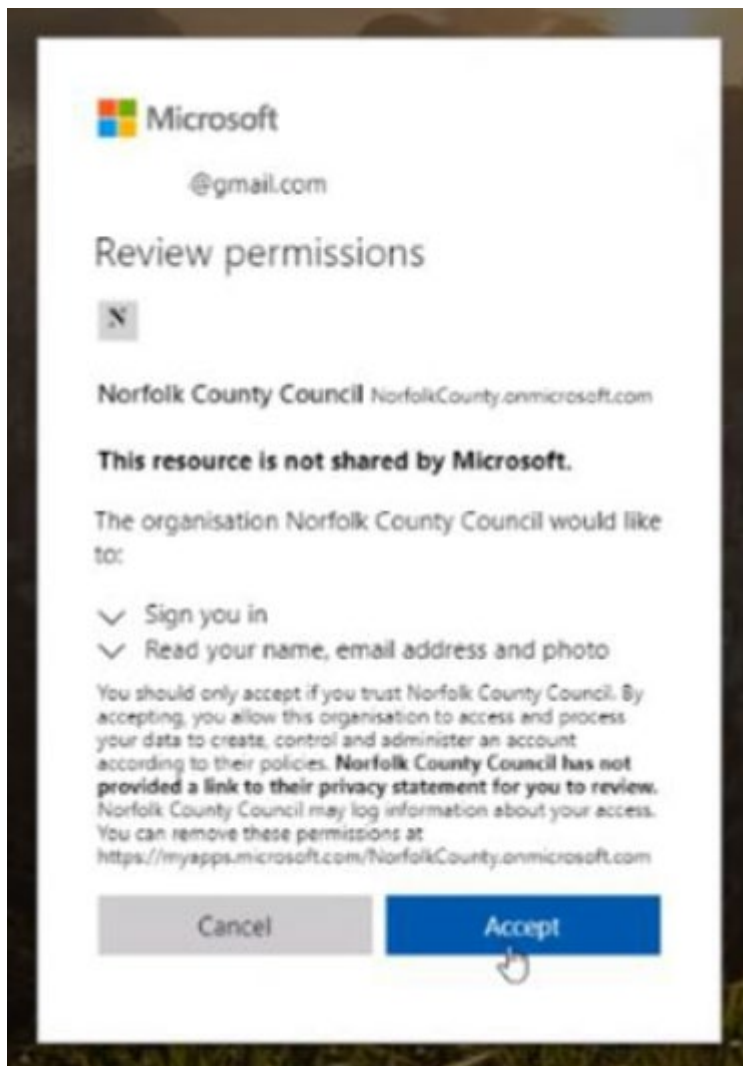 Microsoft
@gmail.com
Review permissions
N
Norfolk County Council NorfolkCounty.onmicrosoft.com
This resource is not shared by Microsoft.
The organisation Norfolk County Council would like
to:
Sign you in
Read your name, email address and photo
You should only accept if you trust Norfolk County Council. By
accepting, you allow this organisation to access and process
your data to create, control and administer an account
according to their policies. Norfolk County Council has not
provided a link to their privacy statement for you to review.
Norfolk County Council may log information about your access.
You can remove these permissions at
https://myapps.microsoft.com/NorfolkCounty.onmicrosoft.com
Cancel
Accept